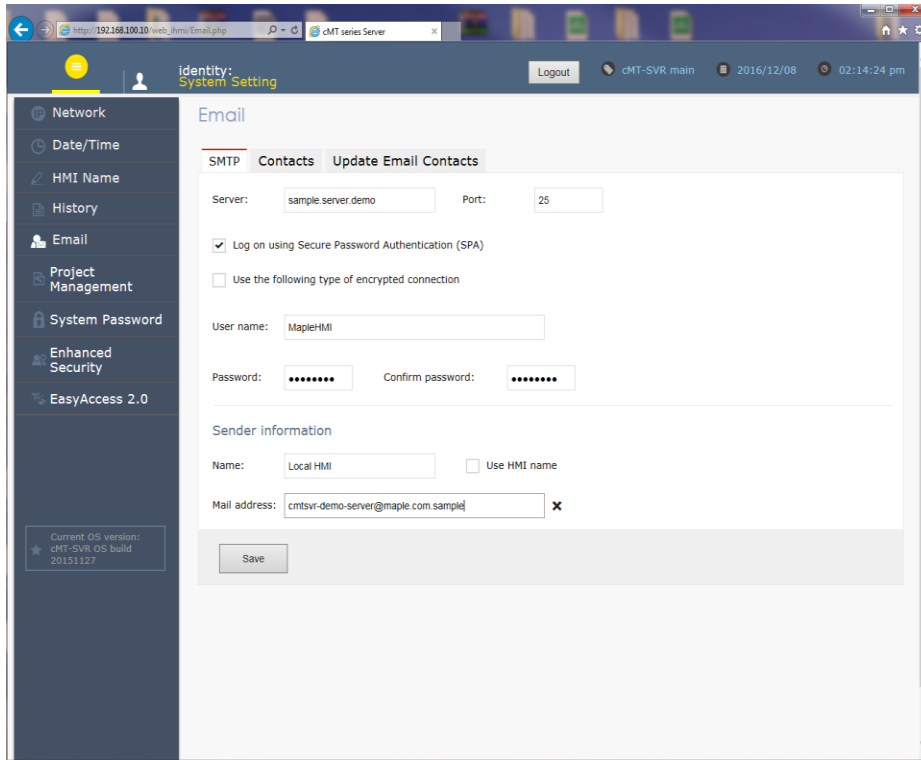 http://192.168.100.10/web_ihmi/Email.php
cMT series Server
identity:
System Setting
Logout
cMT-SVR main
2016/12/08
02:14:24 pm
Network
Date/Time
HMI Name
History
Email
Project
Management
System Password
Enhanced
Security
EasyAccess 2.0
Current OS version:
cMT-SVR OS build
20151127
Email
SMTP Contacts Update Email Contacts
Server: sample.server.demo Port: 25
Log on using Secure Password Authentication (SPA)
Use the following type of encrypted connection
User name: MapleHMI
Password: •••••••• Confirm password: ••••••••
Sender information
Name: Local HMI Use HMI name
Mail address: cmtsvr-demo-server@maple.com.sample
Save